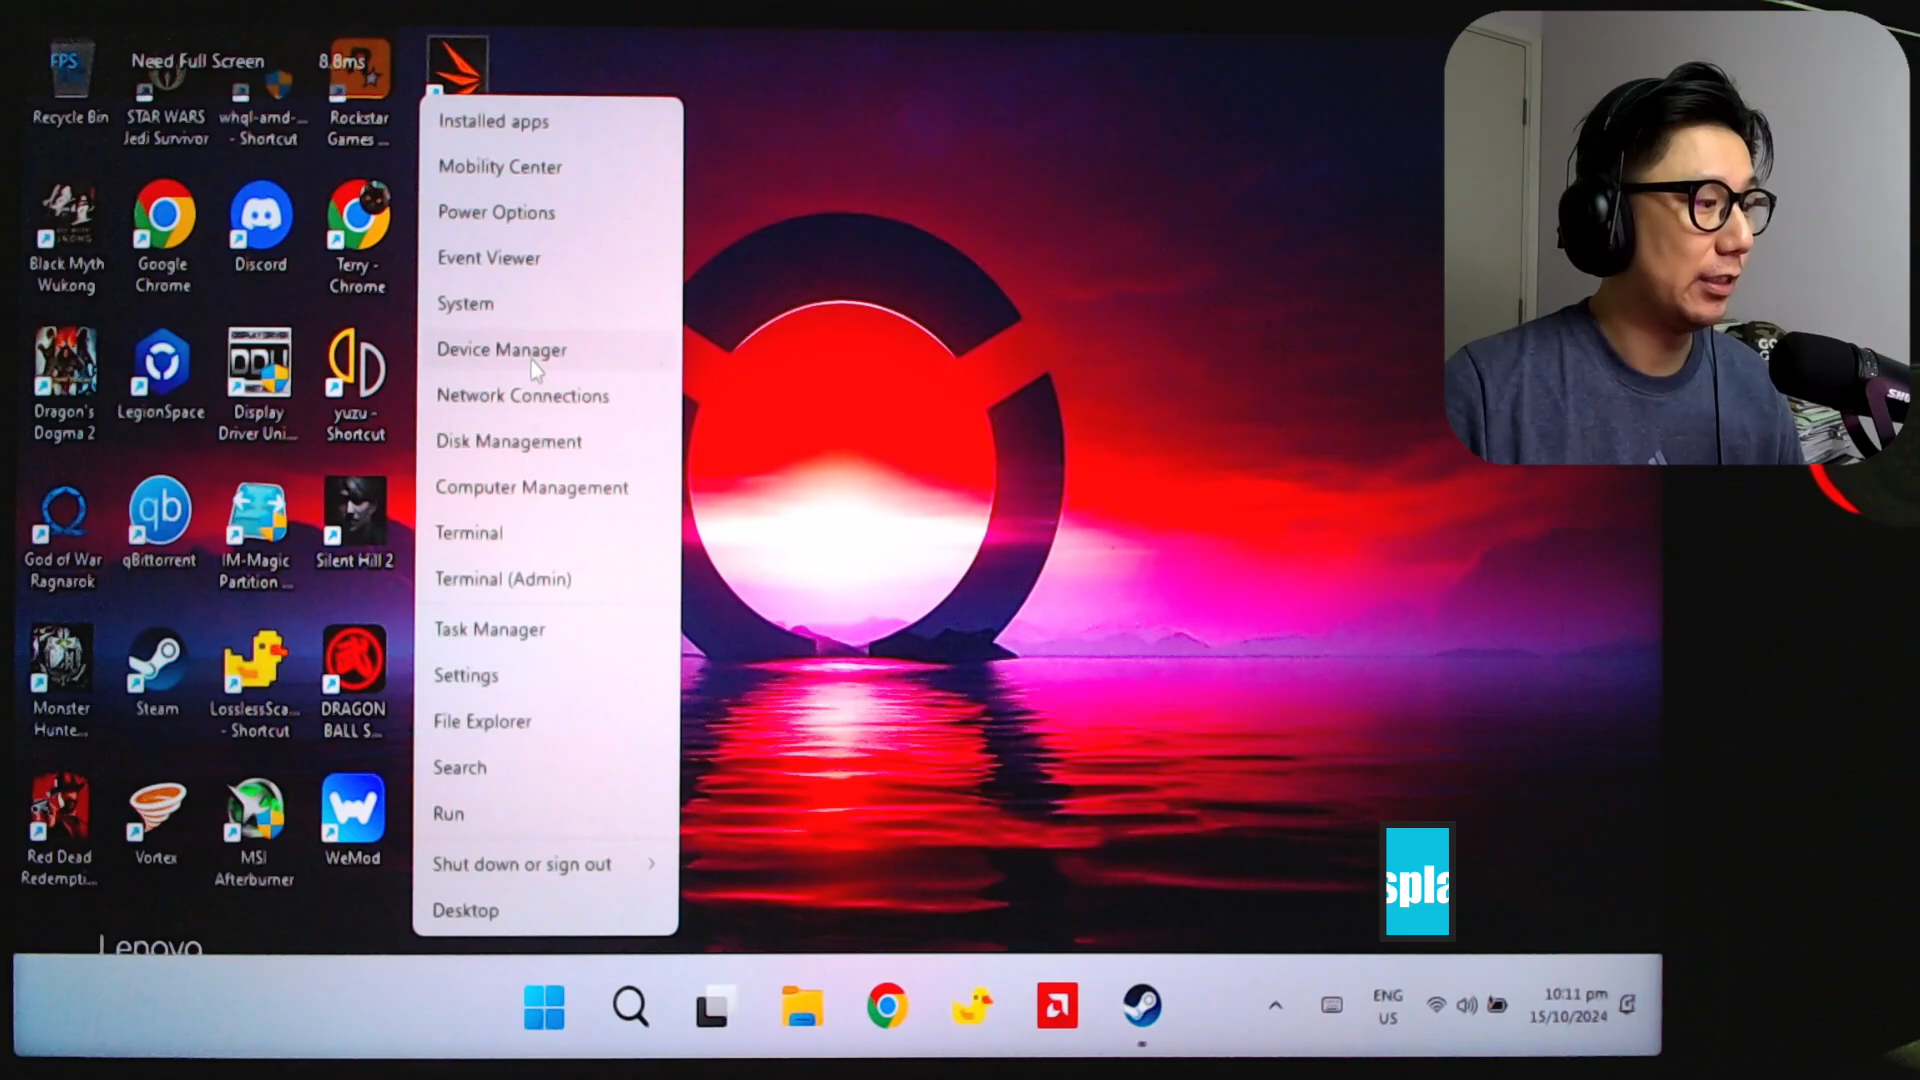 FPS Need Full Screen 8.8ms
Recycle Bin
STAR WARS
Jedi Survivor
whql-amd-...
- Shortcut
Rockstar
Games ...
Black Myth
Wukong
Google
Chrome
Discord
Terry -
Chrome
Dragon's
Dogma 2
LegionSpace
DDU
Display
Driver Uni...
yuzu -
Shortcut
God of War
Ragnarok
qb
qBittorrent
IM-Magic
Partition ...
Silent Hill 2
Monster
Hunte...
Steam
LosslessSca...
- Shortcut
DRAGON
BALL S...
Red Dead
Redempti...
Vortex
MSI
Afterburner
WeMod
Lenovo
Installed apps
Mobility Center
Power Options
Event Viewer
System
Device Manager
Network Connections
Disk Management
Computer Management
Terminal
Terminal (Admin)
Task Manager
Settings
File Explorer
Search
Run
Shut down or sign out
Desktop
spla
ENG
US
10:11 pm
15/10/2024